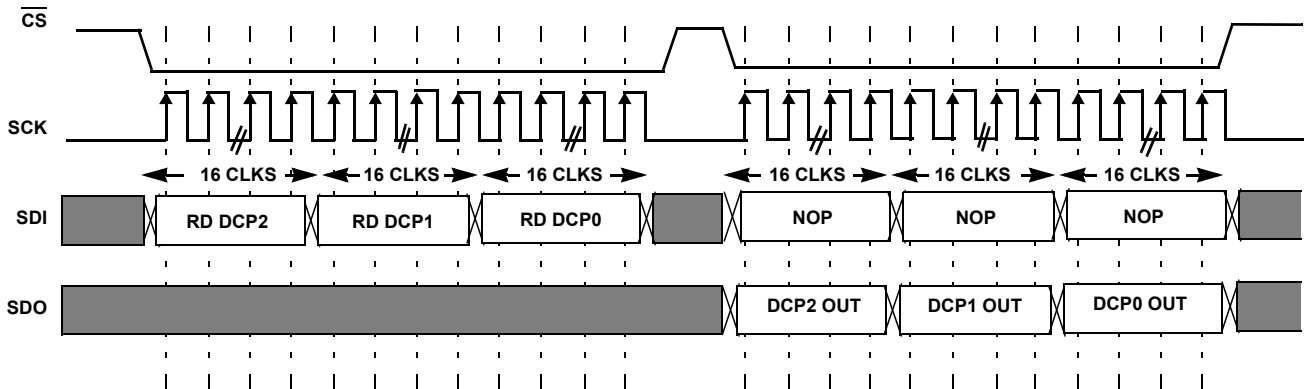 CS
SCK
16 CLKS 16 CLKS 16 CLKS 16 CLKS 16 CLKS 16 CLKS
SDI RD DCP2 RD DCP1 RD DCP0 NOP NOP NOP
SDO DCP2 OUT DCP1 OUT DCP0 OUT